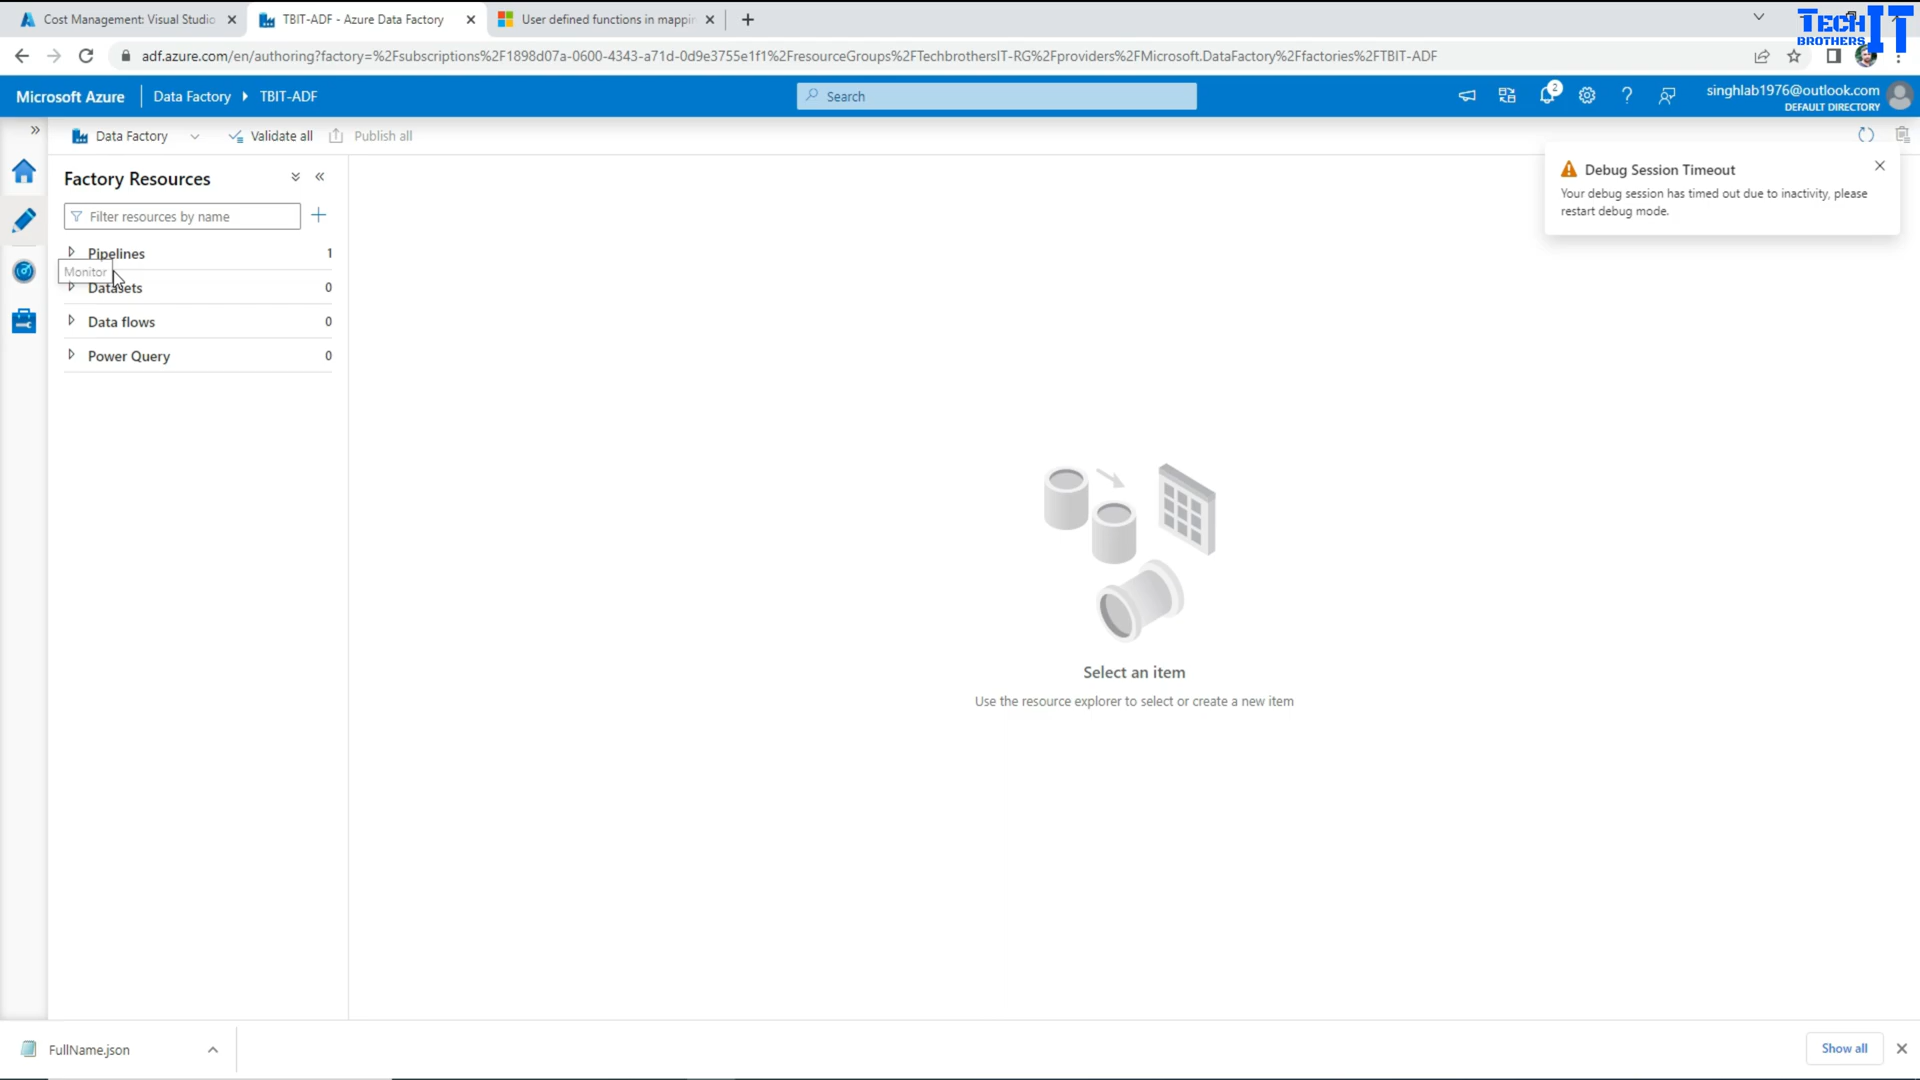 Cost Management: Visual Studio
TBIT-ADF - Azure Data Factory
User defined functions in mappin
TECH IT
BROTHERS
adf.azure.com/en/authoring?factory=%2Fsubscriptions%2F1898d07a-0600-4343-a71d-0d9e3755e1f1%2FresourceGroups%2FTechbrothersIT-RG%2Fproviders%2FMicrosoft.DataFactory%2Ffactories%2FTBIT-ADF
Microsoft Azure
Data Factory
TBIT-ADF
Search
2
singhlab1976@outlook.com
DEFAULT DIRECTORY
Data Factory
Validate all
Publish all
Debug Session Timeout
Your debug session has timed out due to inactivity, please
restart debug mode.
Factory Resources
Filter resources by name
Pipelines 1
Monitor
Datasets 0
Data flows 0
Power Query 0
Select an item
Use the resource explorer to select or create a new item
FullName.json
Show all